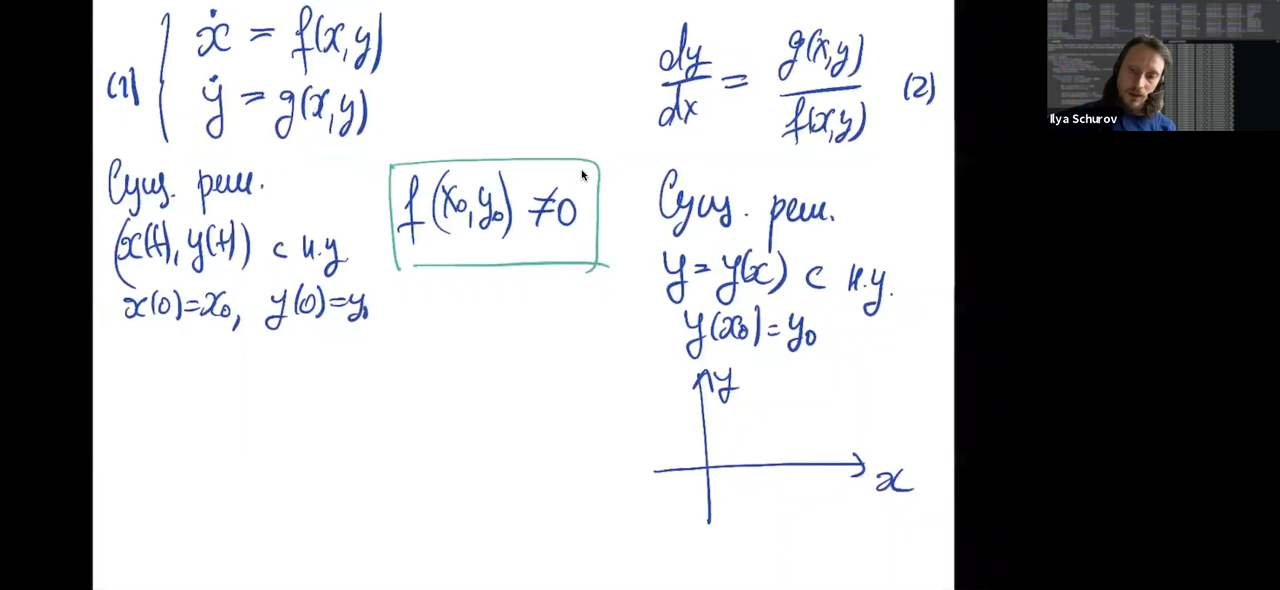 (1) { ẋ = f(x,y)
ẏ = g(x,y)
Сущ. реш.
(x(t), y(t)) с н.у
x(0)=x₀, y(0)=y₀
f(x₀,y₀) ≠0
dy/dx = g(x,y)/f(x,y) (2)
Сущ. реш.
y=y(x) с н.у.
y(x₀)=y₀
y
x
Ilya Schurov